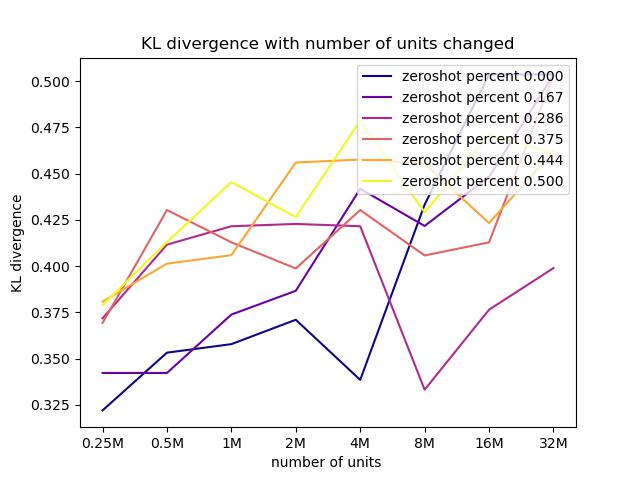 KL divergence with number of units changed
zeroshot percent 0.000
zeroshot percent 0.167
zeroshot percent 0.286
zeroshot percent 0.375
zeroshot percent 0.444
zeroshot percent 0.500
KL divergence
0.500
0.475
0.450
0.425
0.400
0.375
0.350
0.325
0.25M 0.5M 1M 2M 4M 8M 16M 32M
number of units